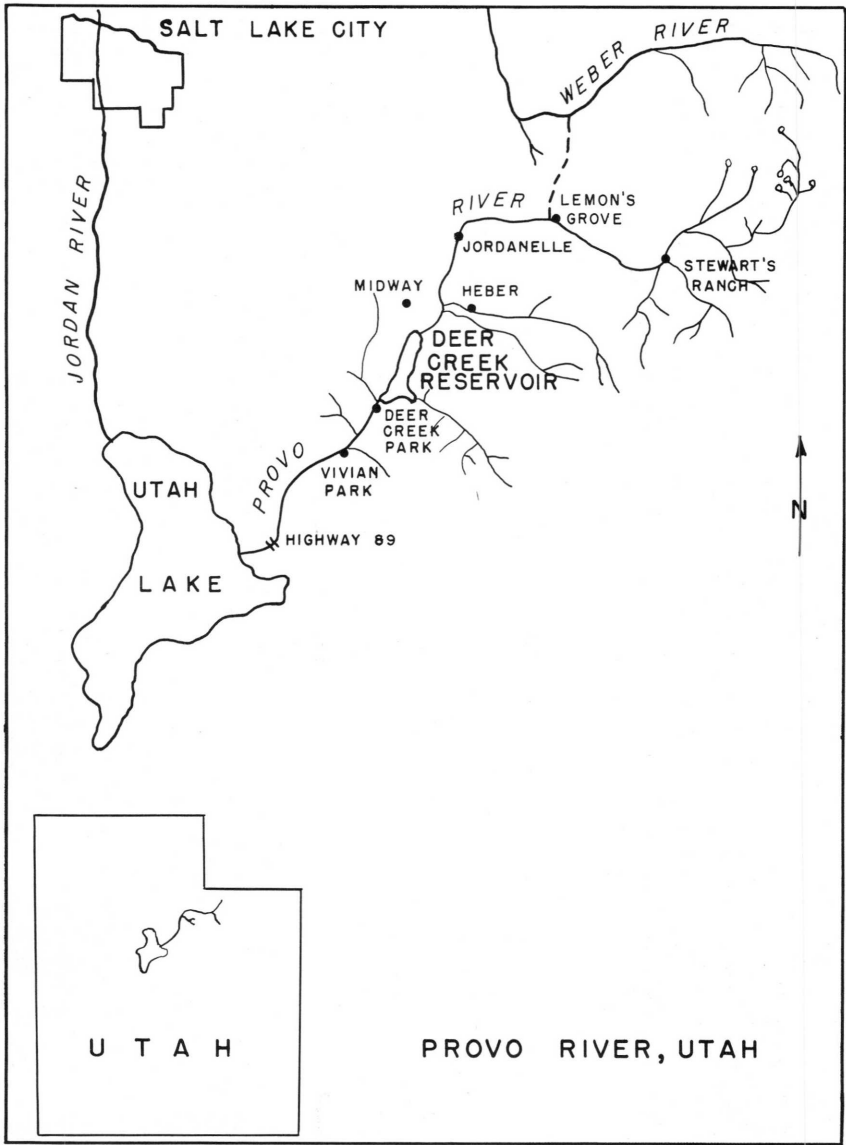 SALT LAKE CITY
WEBER RIVER
JORDAN RIVER
RIVER
LEMON'S
GROVE
JORDANELLE
STEWART'S
RANCH
MIDWAY
HEBER
DEER
CREEK
RESERVOIR
DEER
CREEK
PARK
PROVO
VIVIAN
PARK
UTAH
LAKE
HIGHWAY 89
N
UTAH
PROVO RIVER, UTAH